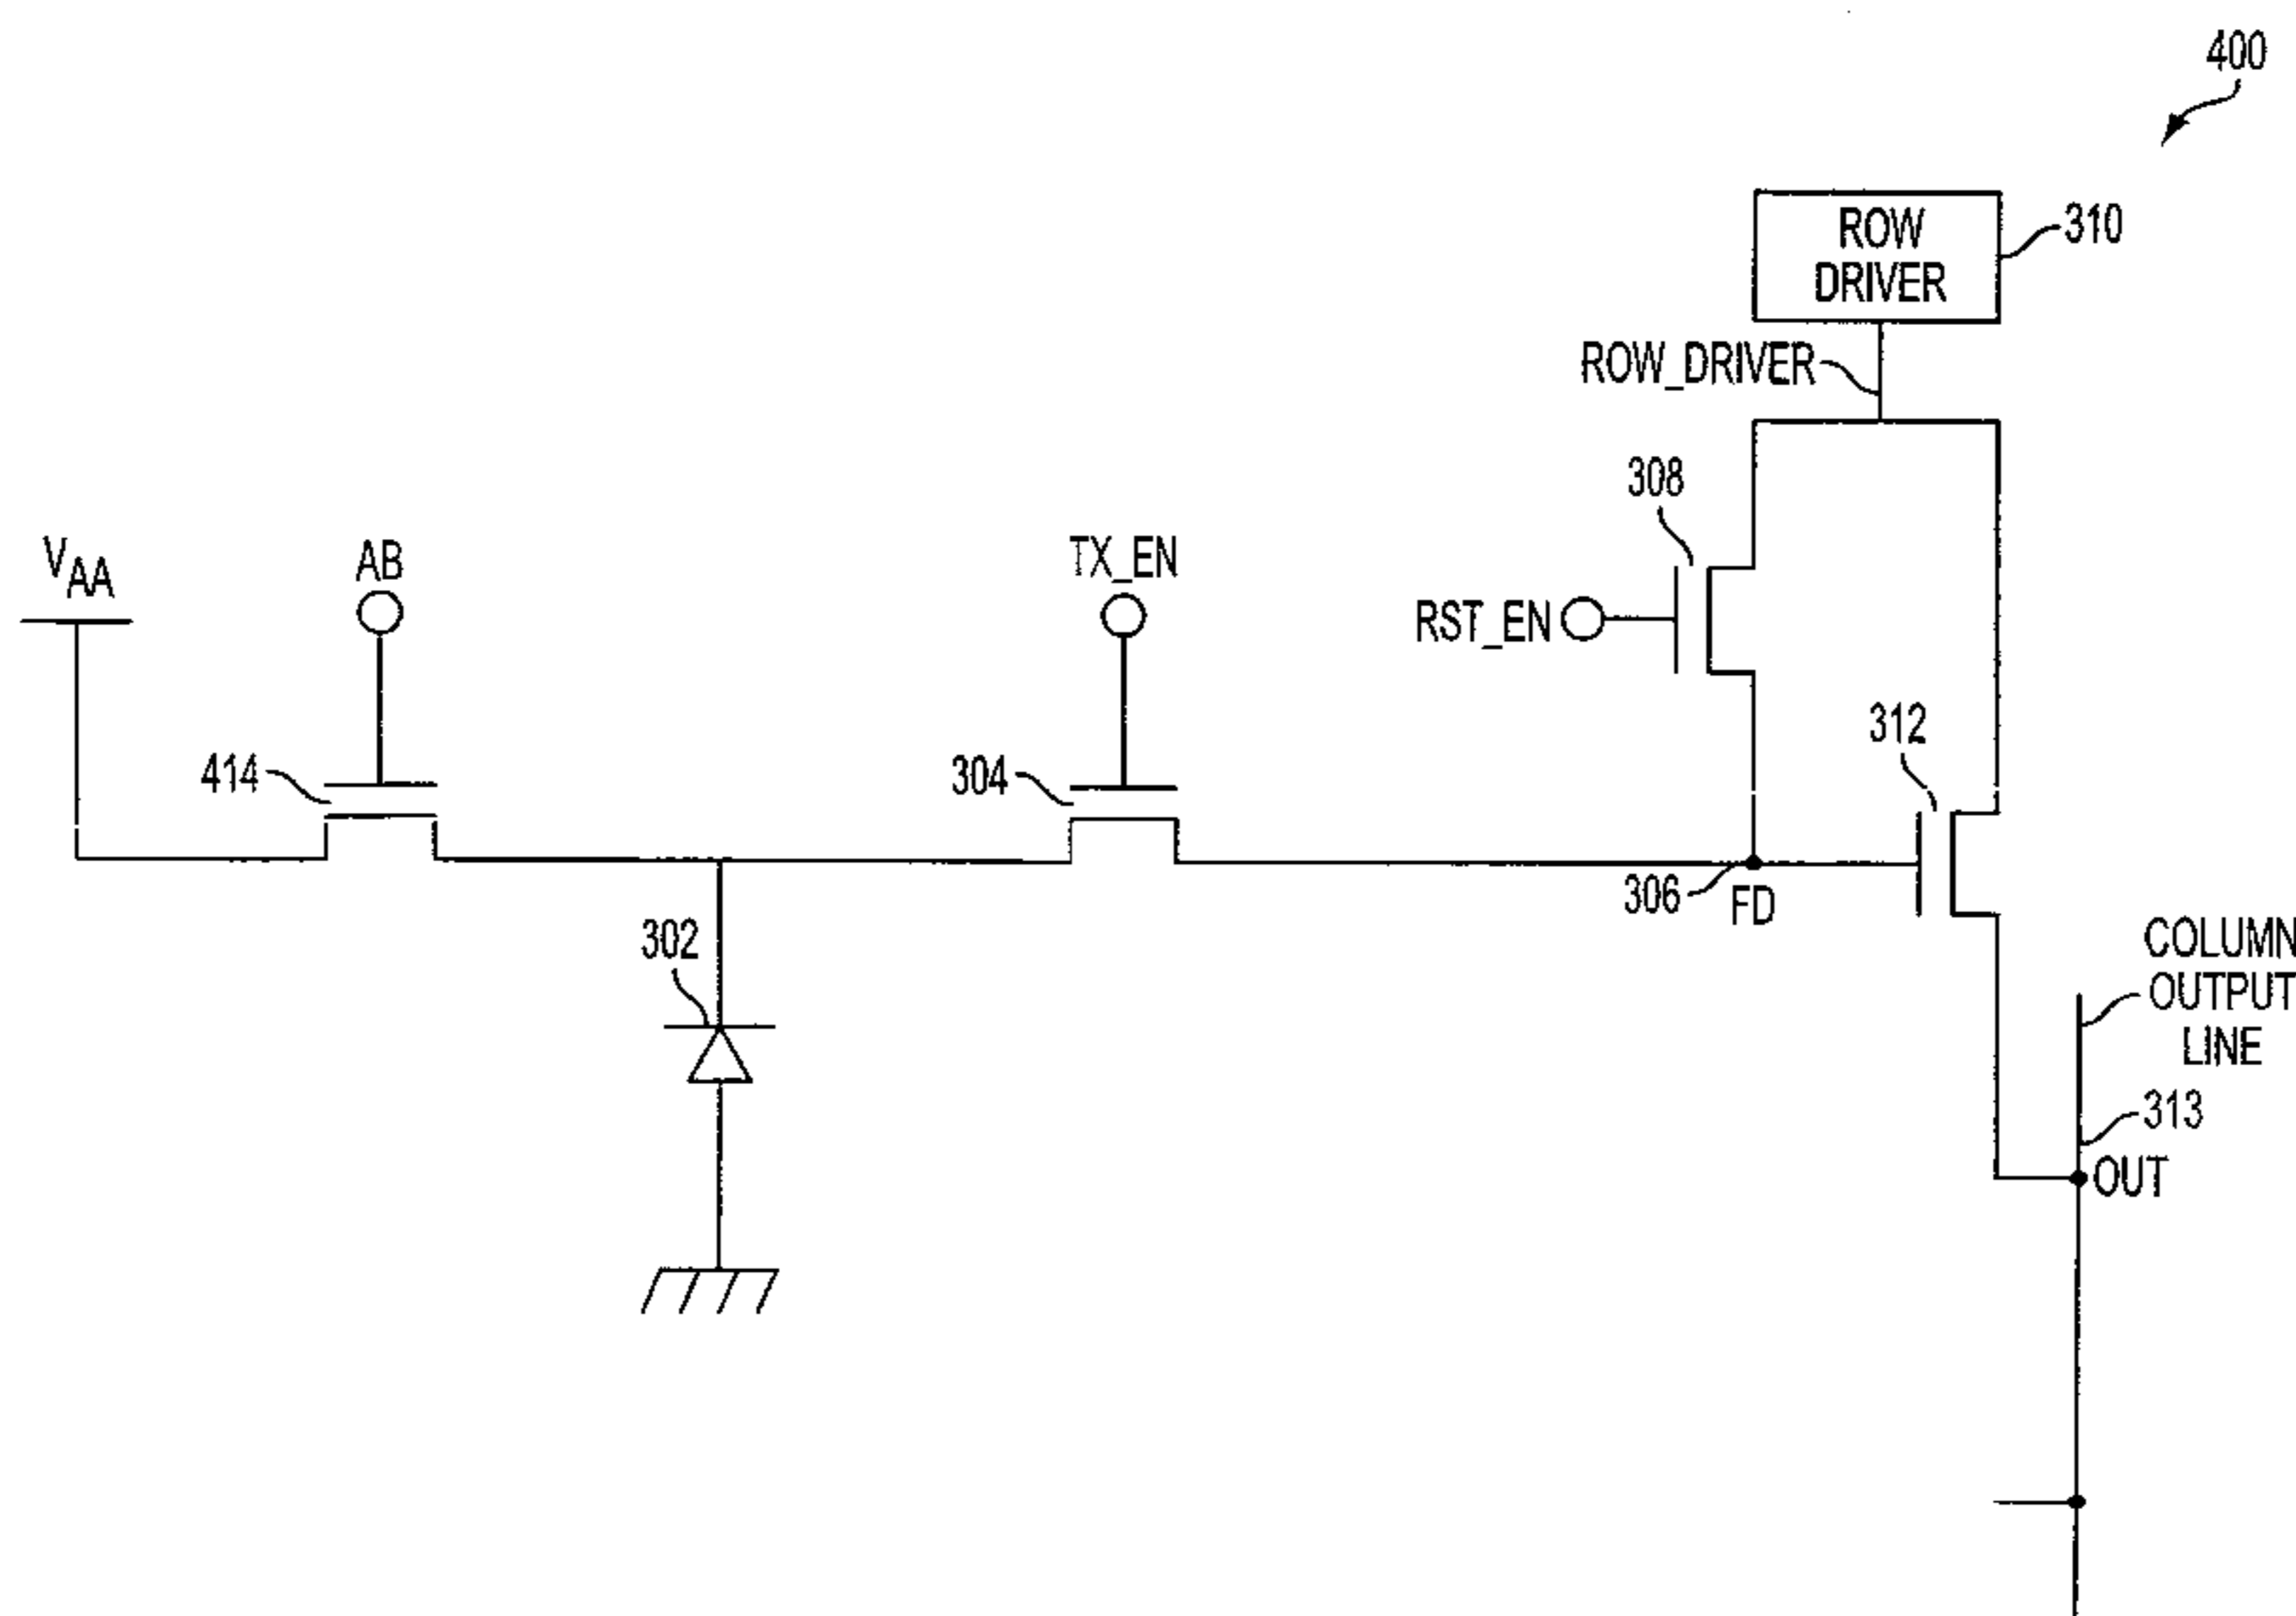 400
ROW
DRIVER
310
ROW_DRIVER
308
VAA
AB
TX_EN
RST_EN
312
414
304
306
FD
302
COLUMN
OUTPUT
LINE
313
OUT